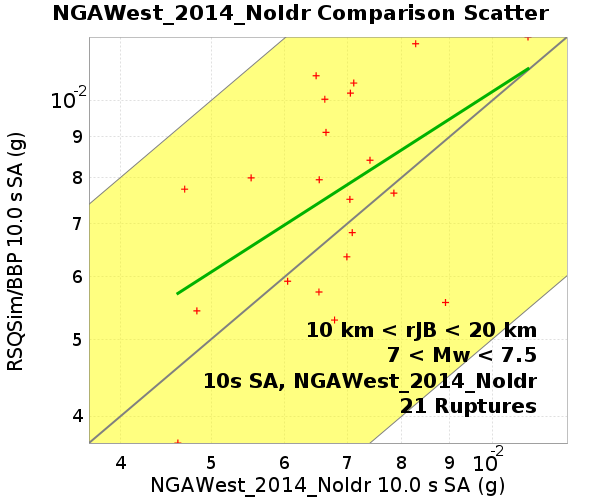 NGAWest_2014_NoIdr Comparison Scatter
RSQSim/BBP 10.0 s SA (g)
10-2
9
8
7
6
5
4
10 km < rJB < 20 km
7 < Mw < 7.5
10s SA, NGAWest_2014_NoIdr
21 Ruptures
4 5 6 7 8 9 10-2
NGAWest_2014_NoIdr 10.0 s SA (g)